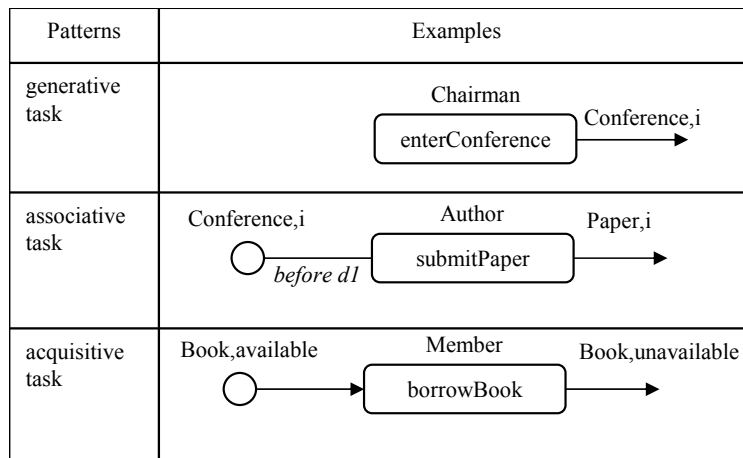 Patterns
Examples
generative
task
Chairman
Conference,i
enterConference
associative
task
Conference,i
Author
Paper,i
submitPaper
before d1
acquisitive
task
Book,available
Member
Book,unavailable
borrowBook